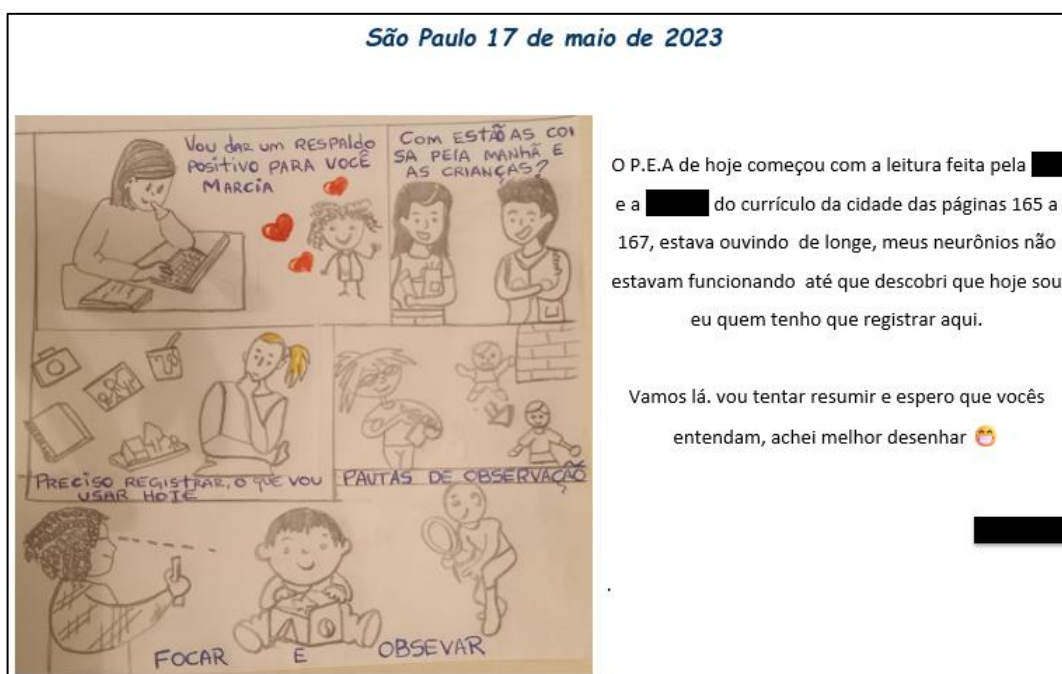 São Paulo 17 de maio de 2023
VOU DAR UM RESPALDO
POSITIVO PARA VOCÊ
MARCIA
COM ESTÃO AS COI
SA PELA MANHÃ E
AS CRIANÇAS?
PRECISO REGISTRAR, O QUE VOU
USAR HOJE
PAUTAS DE OBSERVAÇÃO
FOCAR E OBSEVAR
O P.E.A de hoje começou com a leitura feita pela
e a do currículo da cidade das páginas 165 a
167, estava ouvindo de longe, meus neurônios não
estavam funcionando até que descobri que hoje sou
eu quem tenho que registrar aqui.
Vamos lá. vou tentar resumir e espero que vocês
entendam, achei melhor desenhar 😁
.